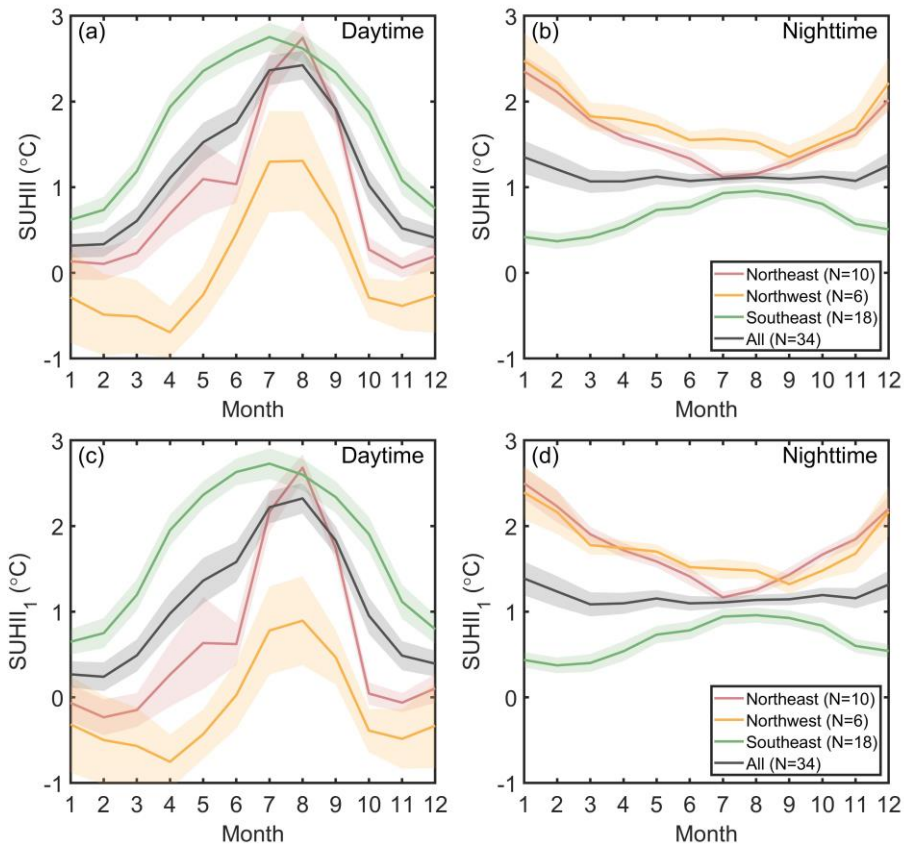 (a) Daytime
SUHII (°C)
3
2
1
0
-1
1 2 3 4 5 6 7 8 9 10 11 12
Month
(b) Nighttime
SUHII (°C)
3
2
1
0
-1
Northeast (N=10)
Northwest (N=6)
Southeast (N=18)
All (N=34)
1 2 3 4 5 6 7 8 9 10 11 12
Month
(c) Daytime
SUHII₁ (°C)
3
2
1
0
-1
1 2 3 4 5 6 7 8 9 10 11 12
Month
(d) Nighttime
SUHII₁ (°C)
3
2
1
0
-1
Northeast (N=10)
Northwest (N=6)
Southeast (N=18)
All (N=34)
1 2 3 4 5 6 7 8 9 10 11 12
Month